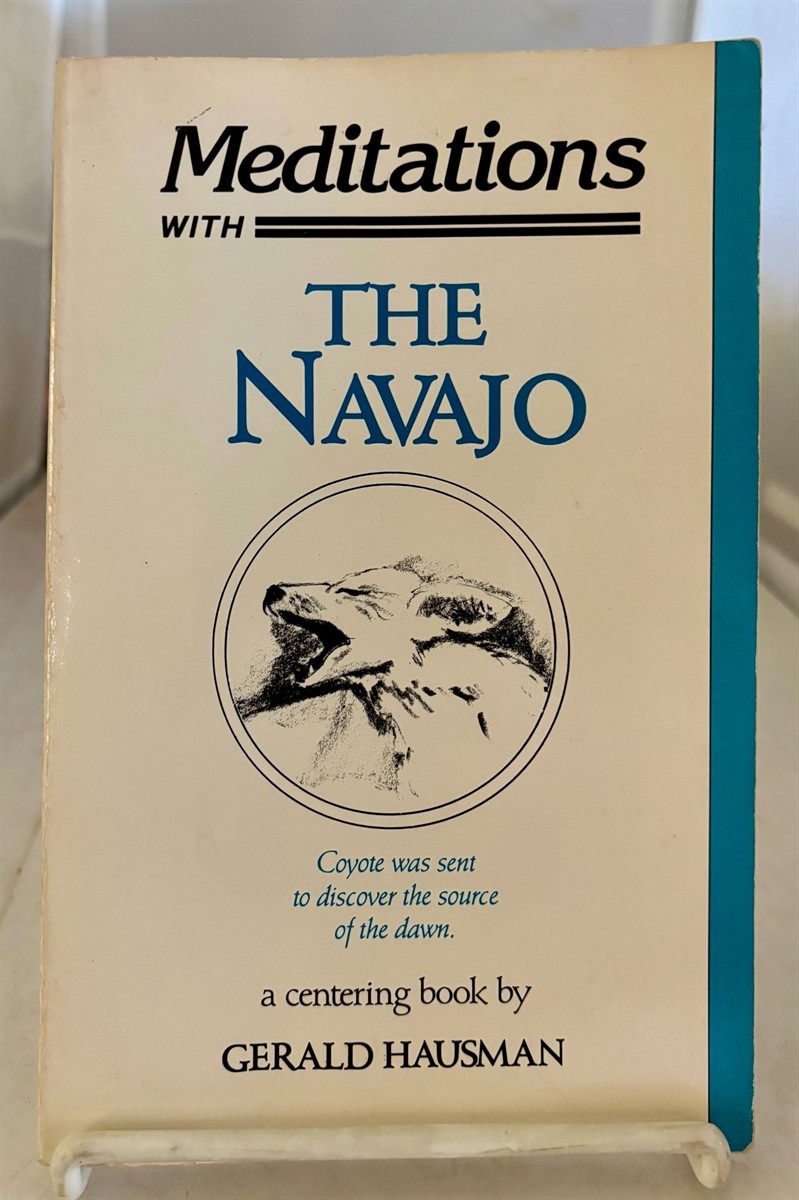 Meditations
WITH
THE
NAVAJO
Coyote was sent
to discover the source
of the dawn.
a centering book by
GERALD HAUSMAN